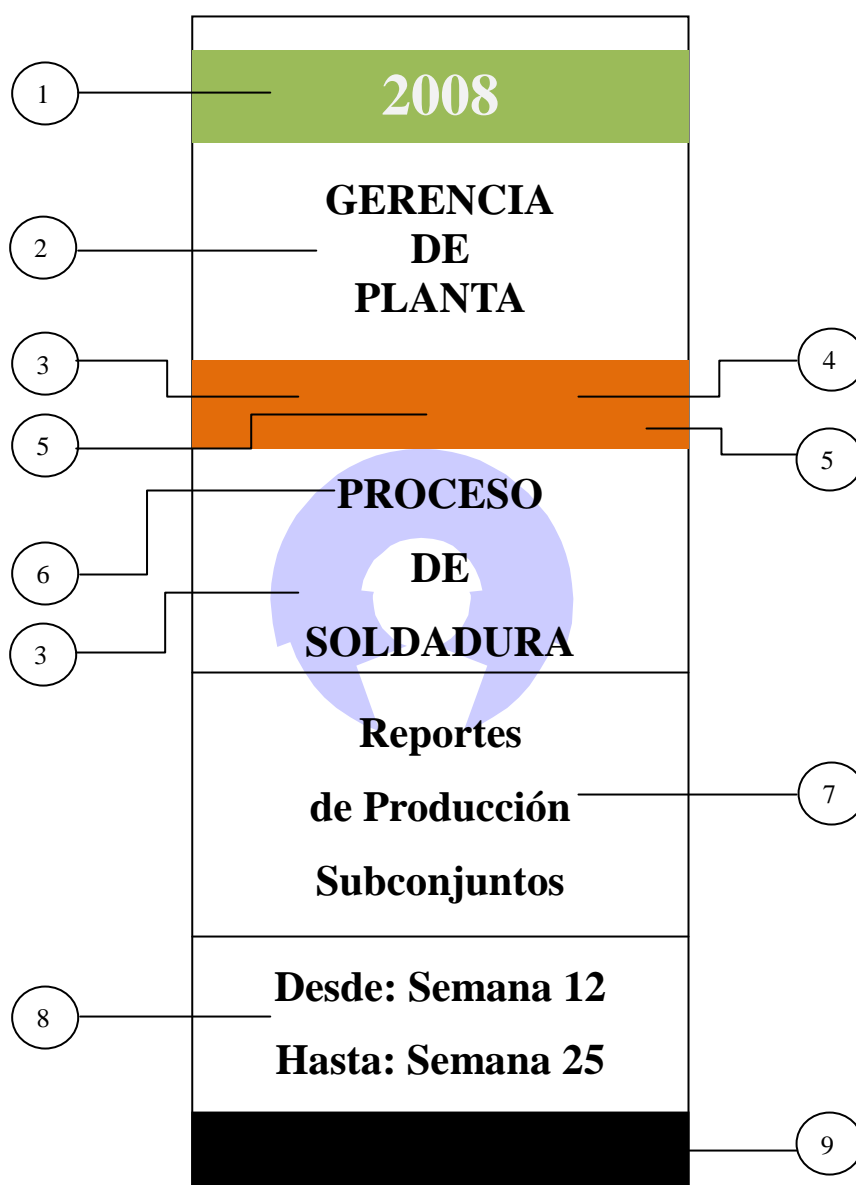 1
2008
2
GERENCIA
DE
PLANTA
3
4
5
5
PROCESO
6
DE
3
SOLDADURA
Reportes
7
de Producción
Subconjuntos
Desde: Semana 12
8
Hasta: Semana 25
9